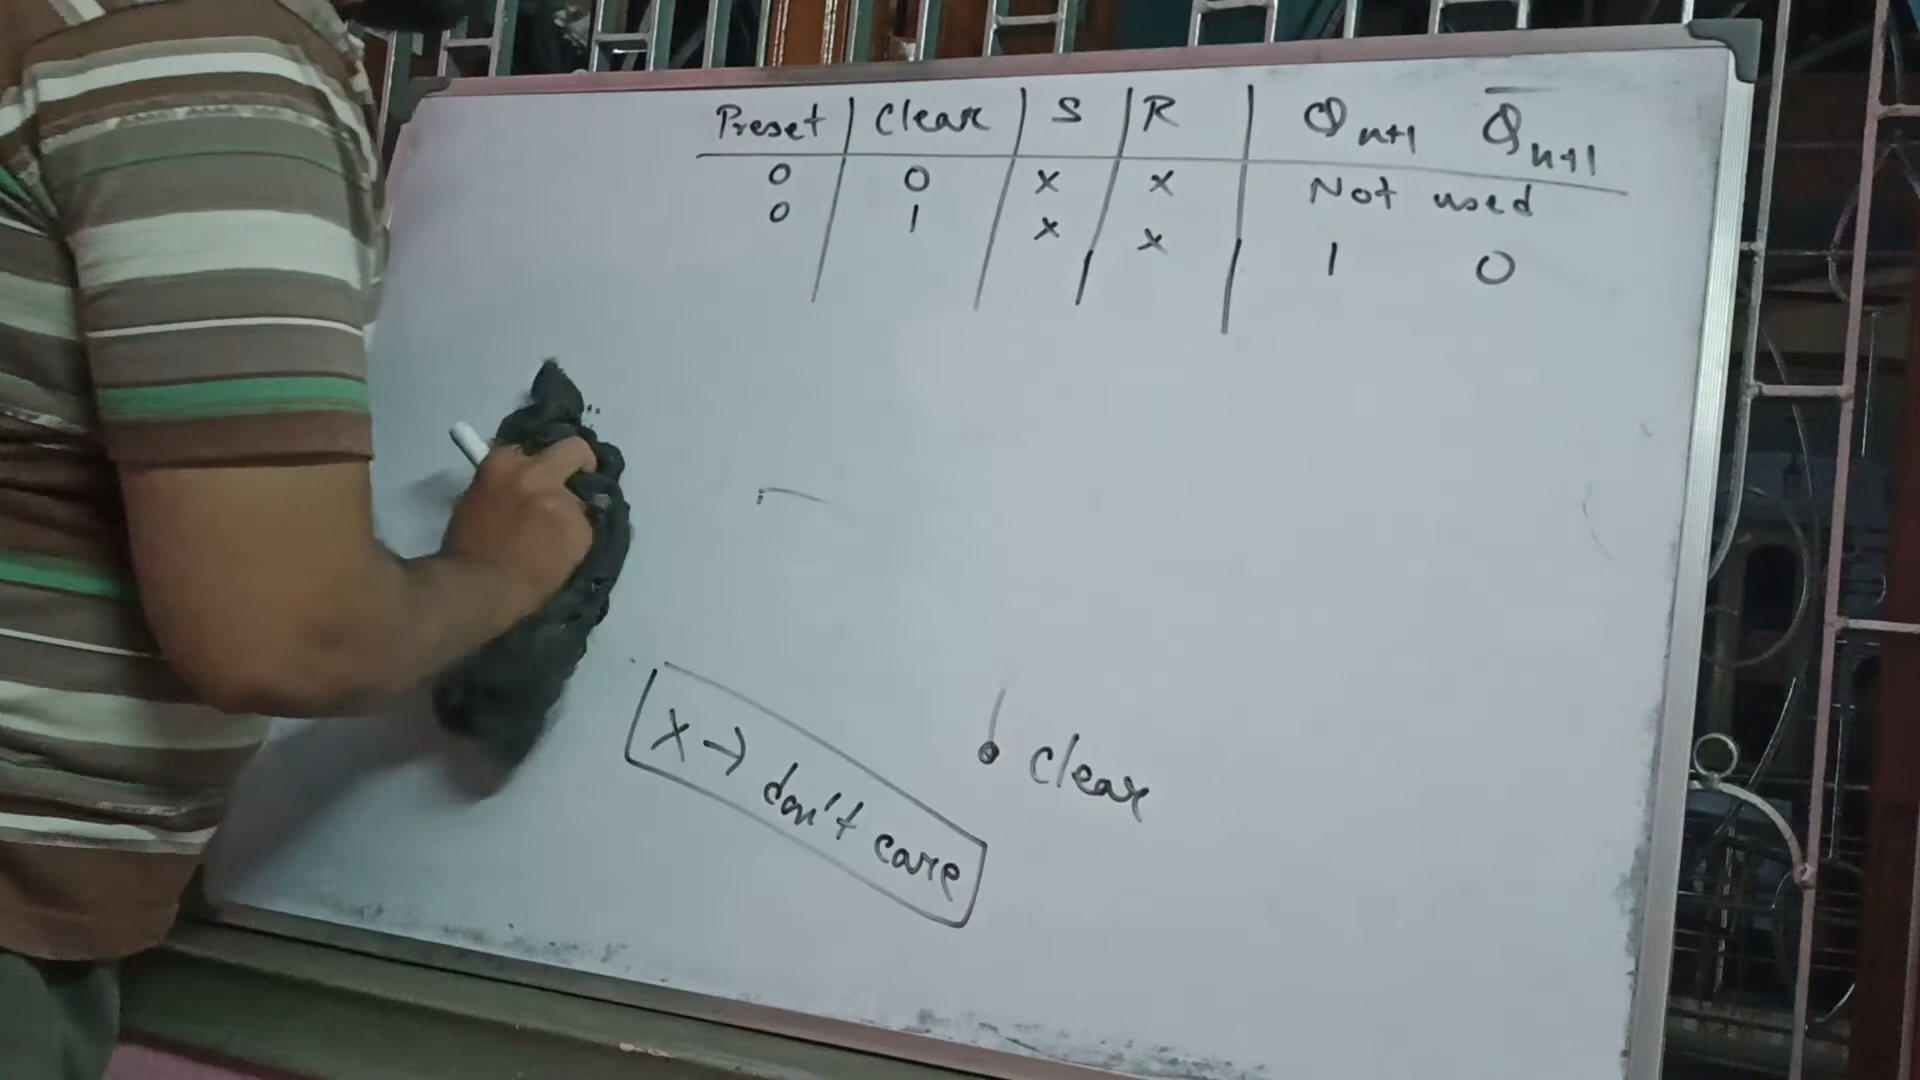 Preset | Clear | S | R | Qn+1 Q̅n+1
0 0 x x Not used
0 1 x x 1 0
X → don't care
clear